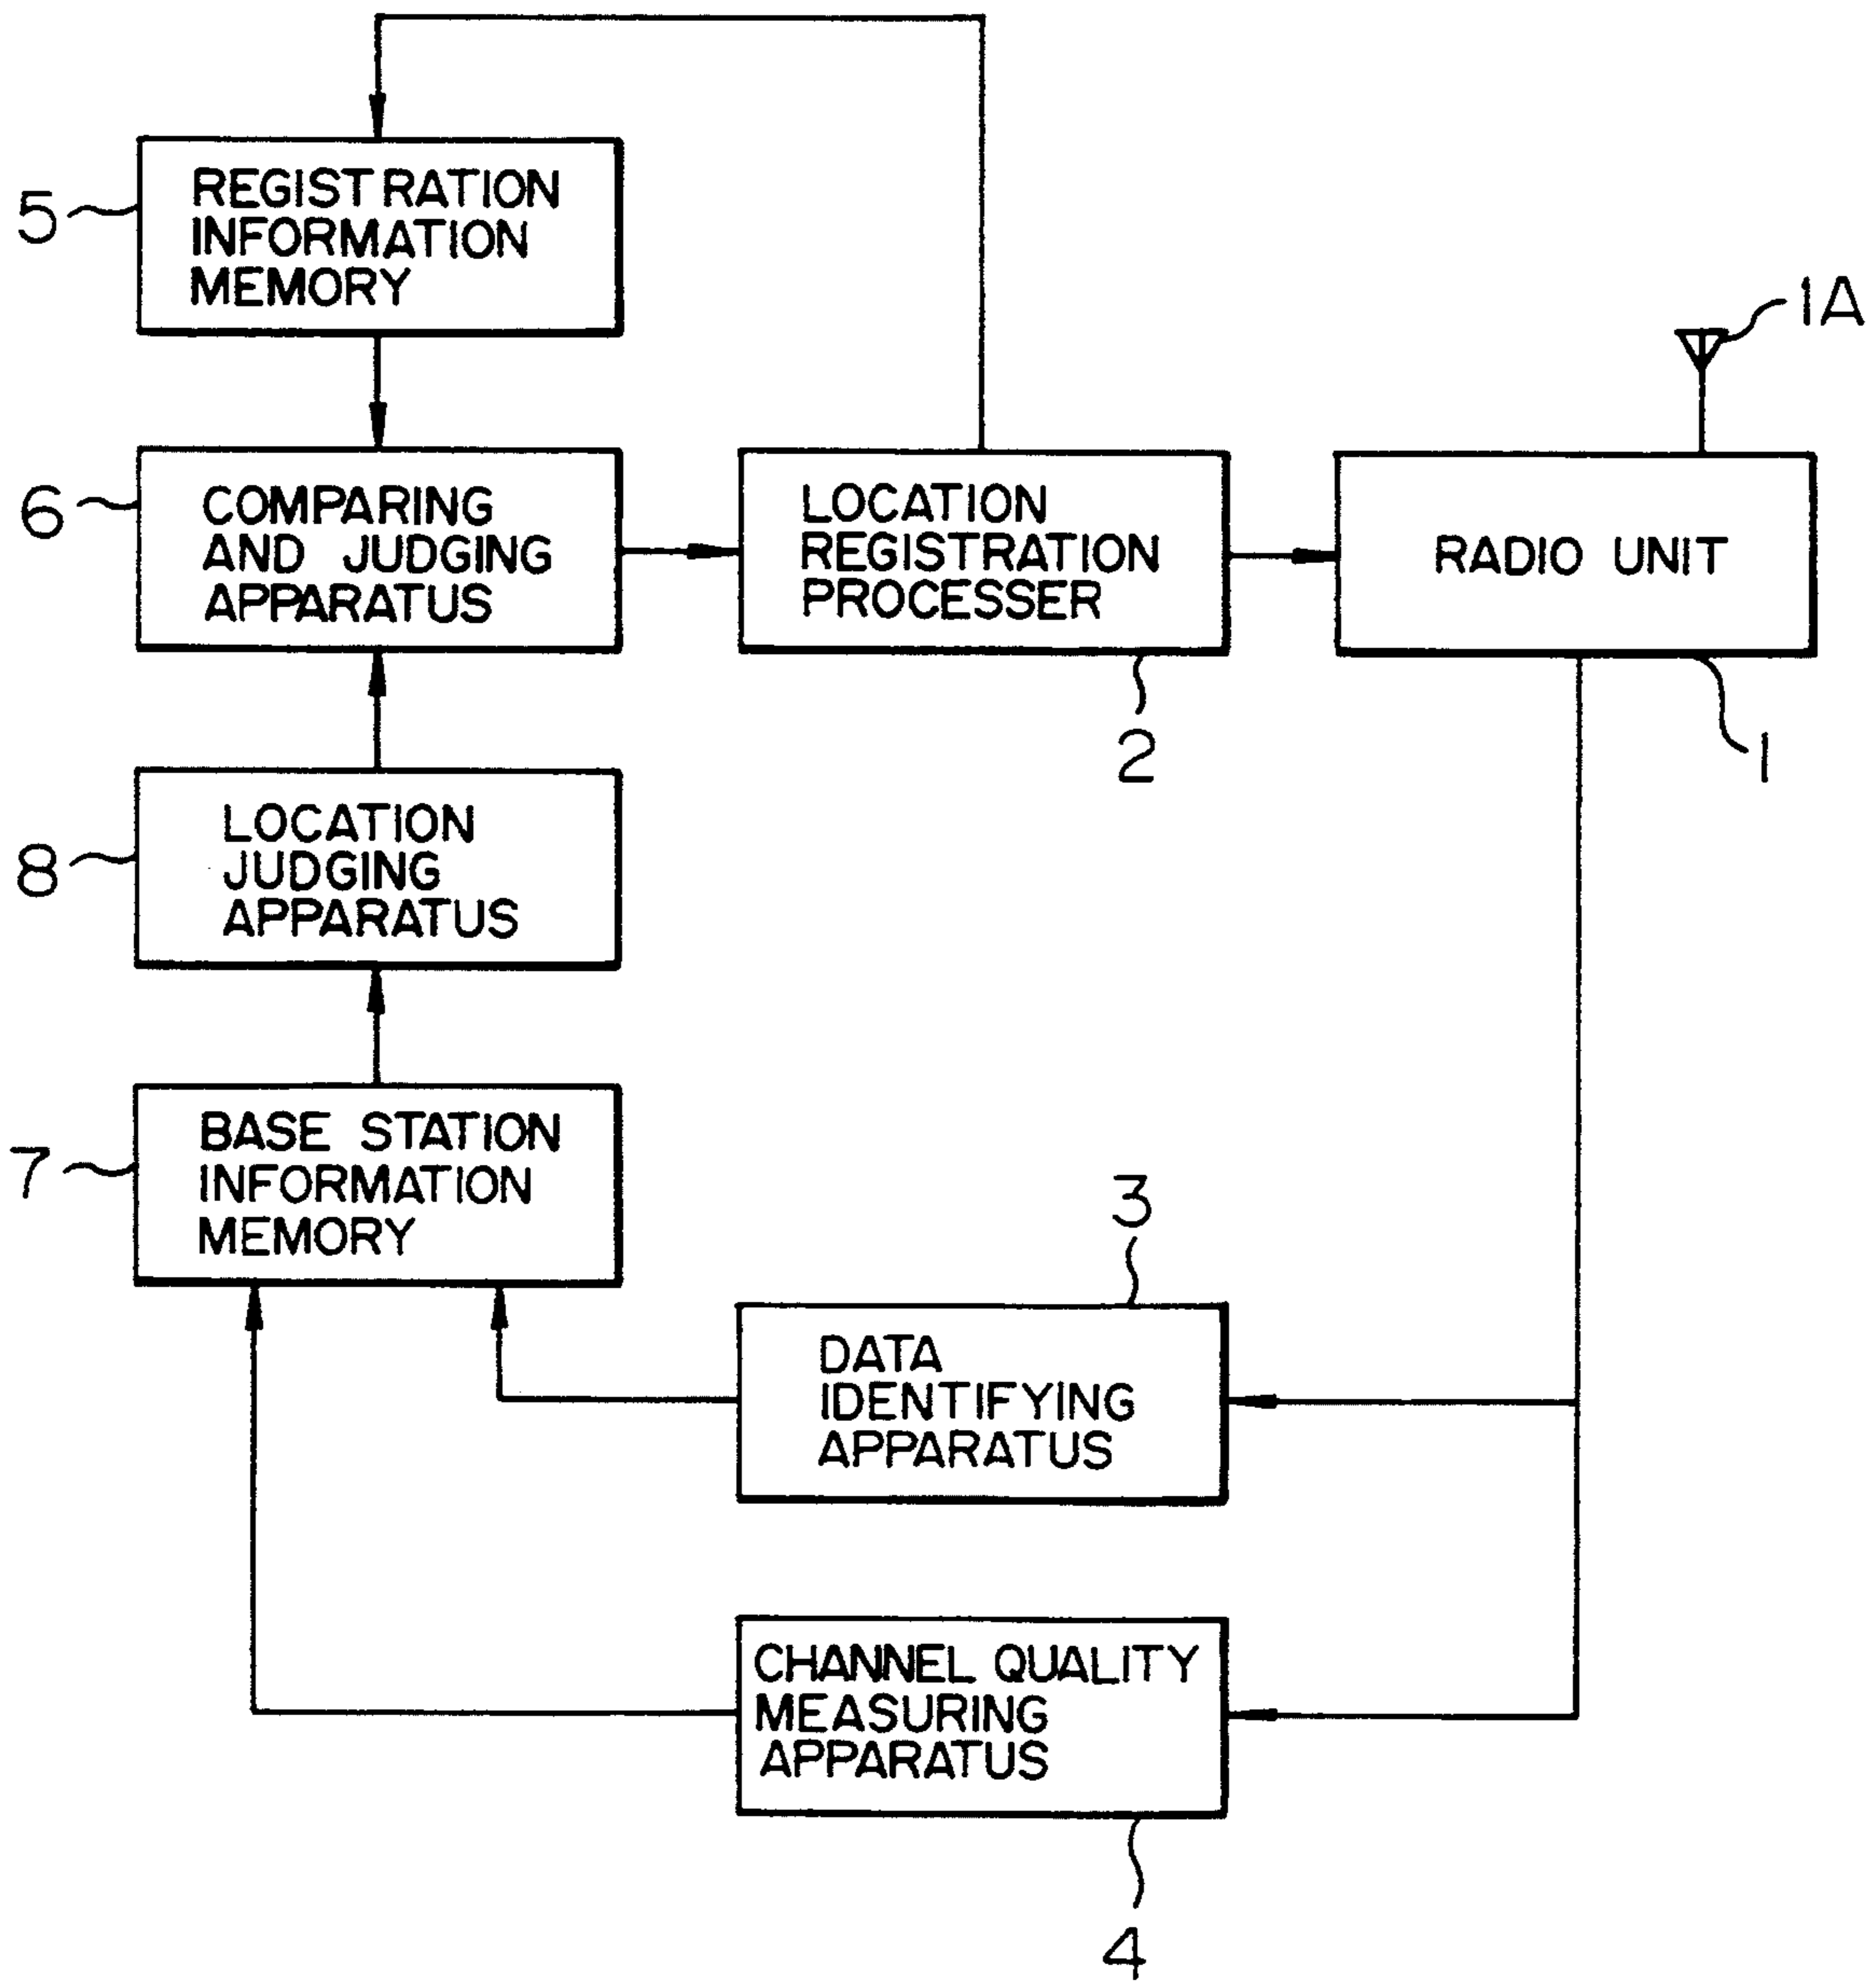 5
REGISTRATION
INFORMATION
MEMORY
1A
6
COMPARING
AND JUDGING
APPARATUS
LOCATION
REGISTRATION
PROCESSER
RADIO UNIT
2
1
8
LOCATION
JUDGING
APPARATUS
7
BASE STATION
INFORMATION
MEMORY
3
DATA
IDENTIFYING
APPARATUS
CHANNEL QUALITY
MEASURING
APPARATUS
4